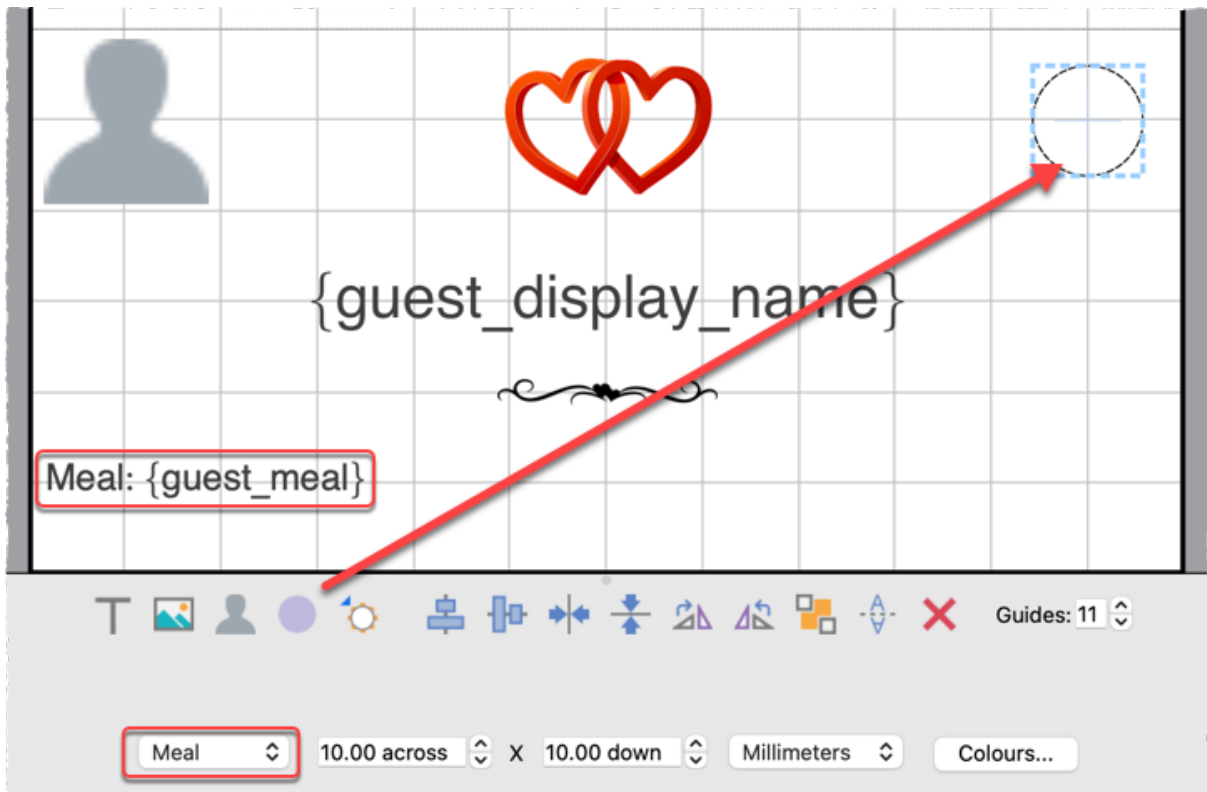 {guest_display_name}
Meal: {guest_meal}
Guides: 11
Meal 10.00 across X 10.00 down Millimeters Colours...